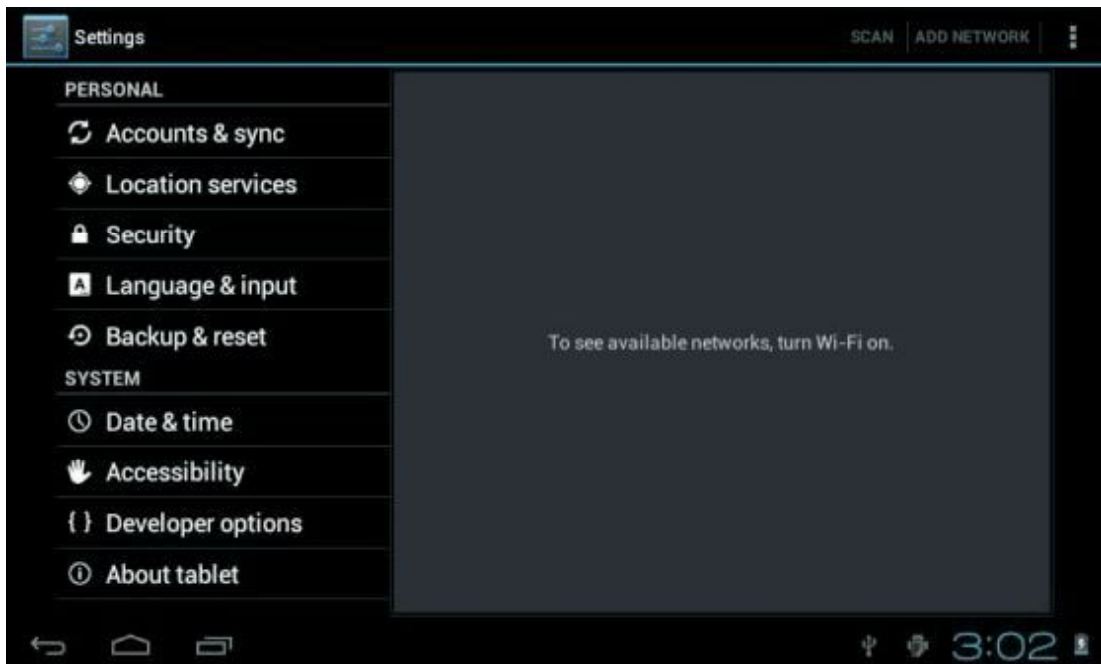 Settings
SCAN
ADD NETWORK
PERSONAL
Accounts & sync
Location services
Security
A
Language & input
Backup & reset
SYSTEM
Date & time
Accessibility
{ } Developer options
About tablet
To see available networks, turn Wi-Fi on.
3:02